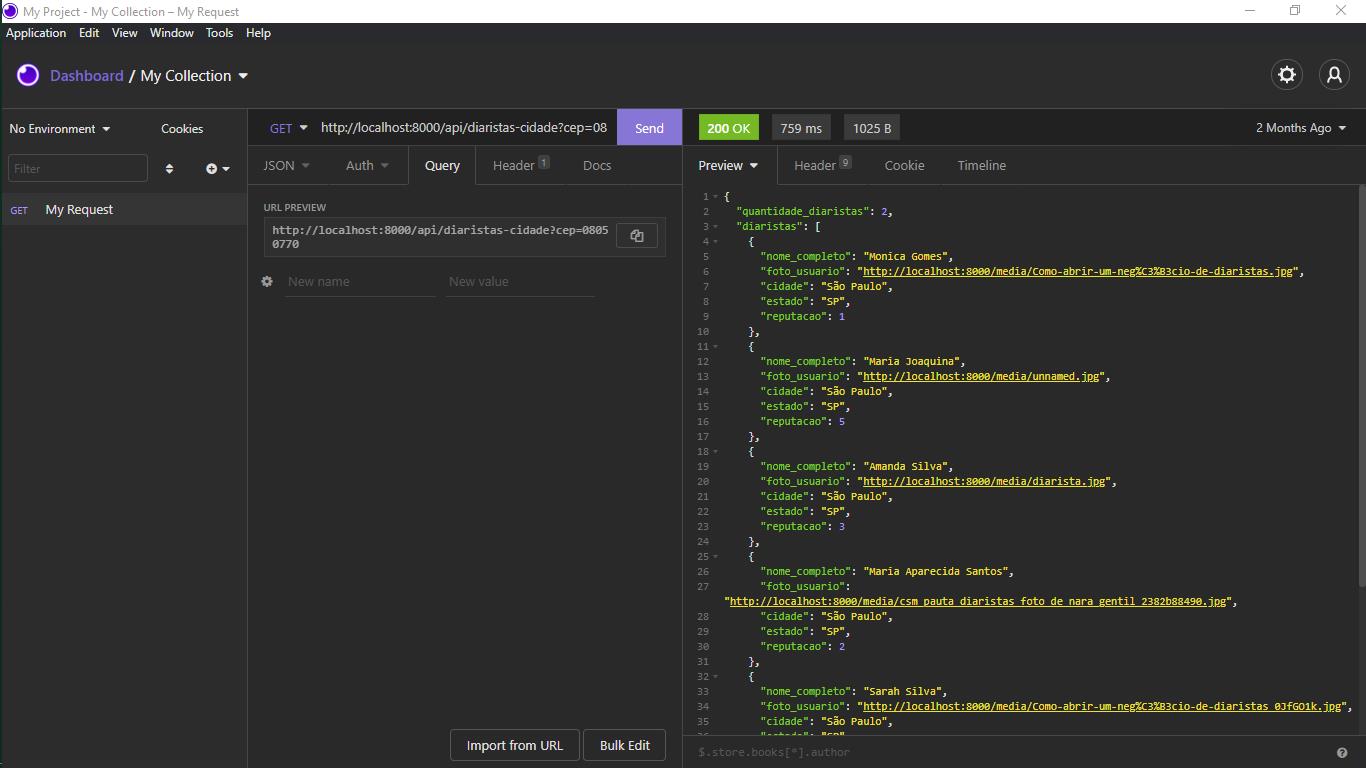 My Project - My Collection – My Request
Application Edit View Window Tools Help
Dashboard / My Collection
No Environment Cookies
Filter
GET My Request
GET http://localhost:8000/api/diaristas-cidade?cep=08 Send
JSON Auth Query Header 1 Docs
URL PREVIEW
http://localhost:8000/api/diaristas-cidade?cep=0805
0770
New name New value
Import from URL Bulk Edit
200 OK 759 ms 1025 B 2 Months Ago
Preview Header 9 Cookie Timeline
1 {
2 "quantidade_diaristas": 2,
3 "diaristas": [
4 {
5 "nome_completo": "Monica Gomes",
6 "foto_usuario": "http://localhost:8000/media/Como-abrir-um-neg%C3%B3cio-de-diaristas.jpg",
7 "cidade": "São Paulo",
8 "estado": "SP",
9 "reputacao": 1
10 },
11 {
12 "nome_completo": "Maria Joaquina",
13 "foto_usuario": "http://localhost:8000/media/unnamed.jpg",
14 "cidade": "São Paulo",
15 "estado": "SP",
16 "reputacao": 5
17 },
18 {
19 "nome_completo": "Amanda Silva",
20 "foto_usuario": "http://localhost:8000/media/diarista.jpg",
21 "cidade": "São Paulo",
22 "estado": "SP",
23 "reputacao": 3
24 },
25 {
26 "nome_completo": "Maria Aparecida Santos",
27 "foto_usuario":
"http://localhost:8000/media/csm_pauta_diaristas_foto_de_nara_gentil_2382b88490.jpg",
28 "cidade": "São Paulo",
29 "estado": "SP",
30 "reputacao": 2
31 },
32 {
33 "nome_completo": "Sarah Silva",
34 "foto_usuario": "http://localhost:8000/media/Como-abrir-um-neg%C3%B3cio-de-diaristas_0JfGO1k.jpg",
35 "cidade": "São Paulo",
$.store.books[*].author